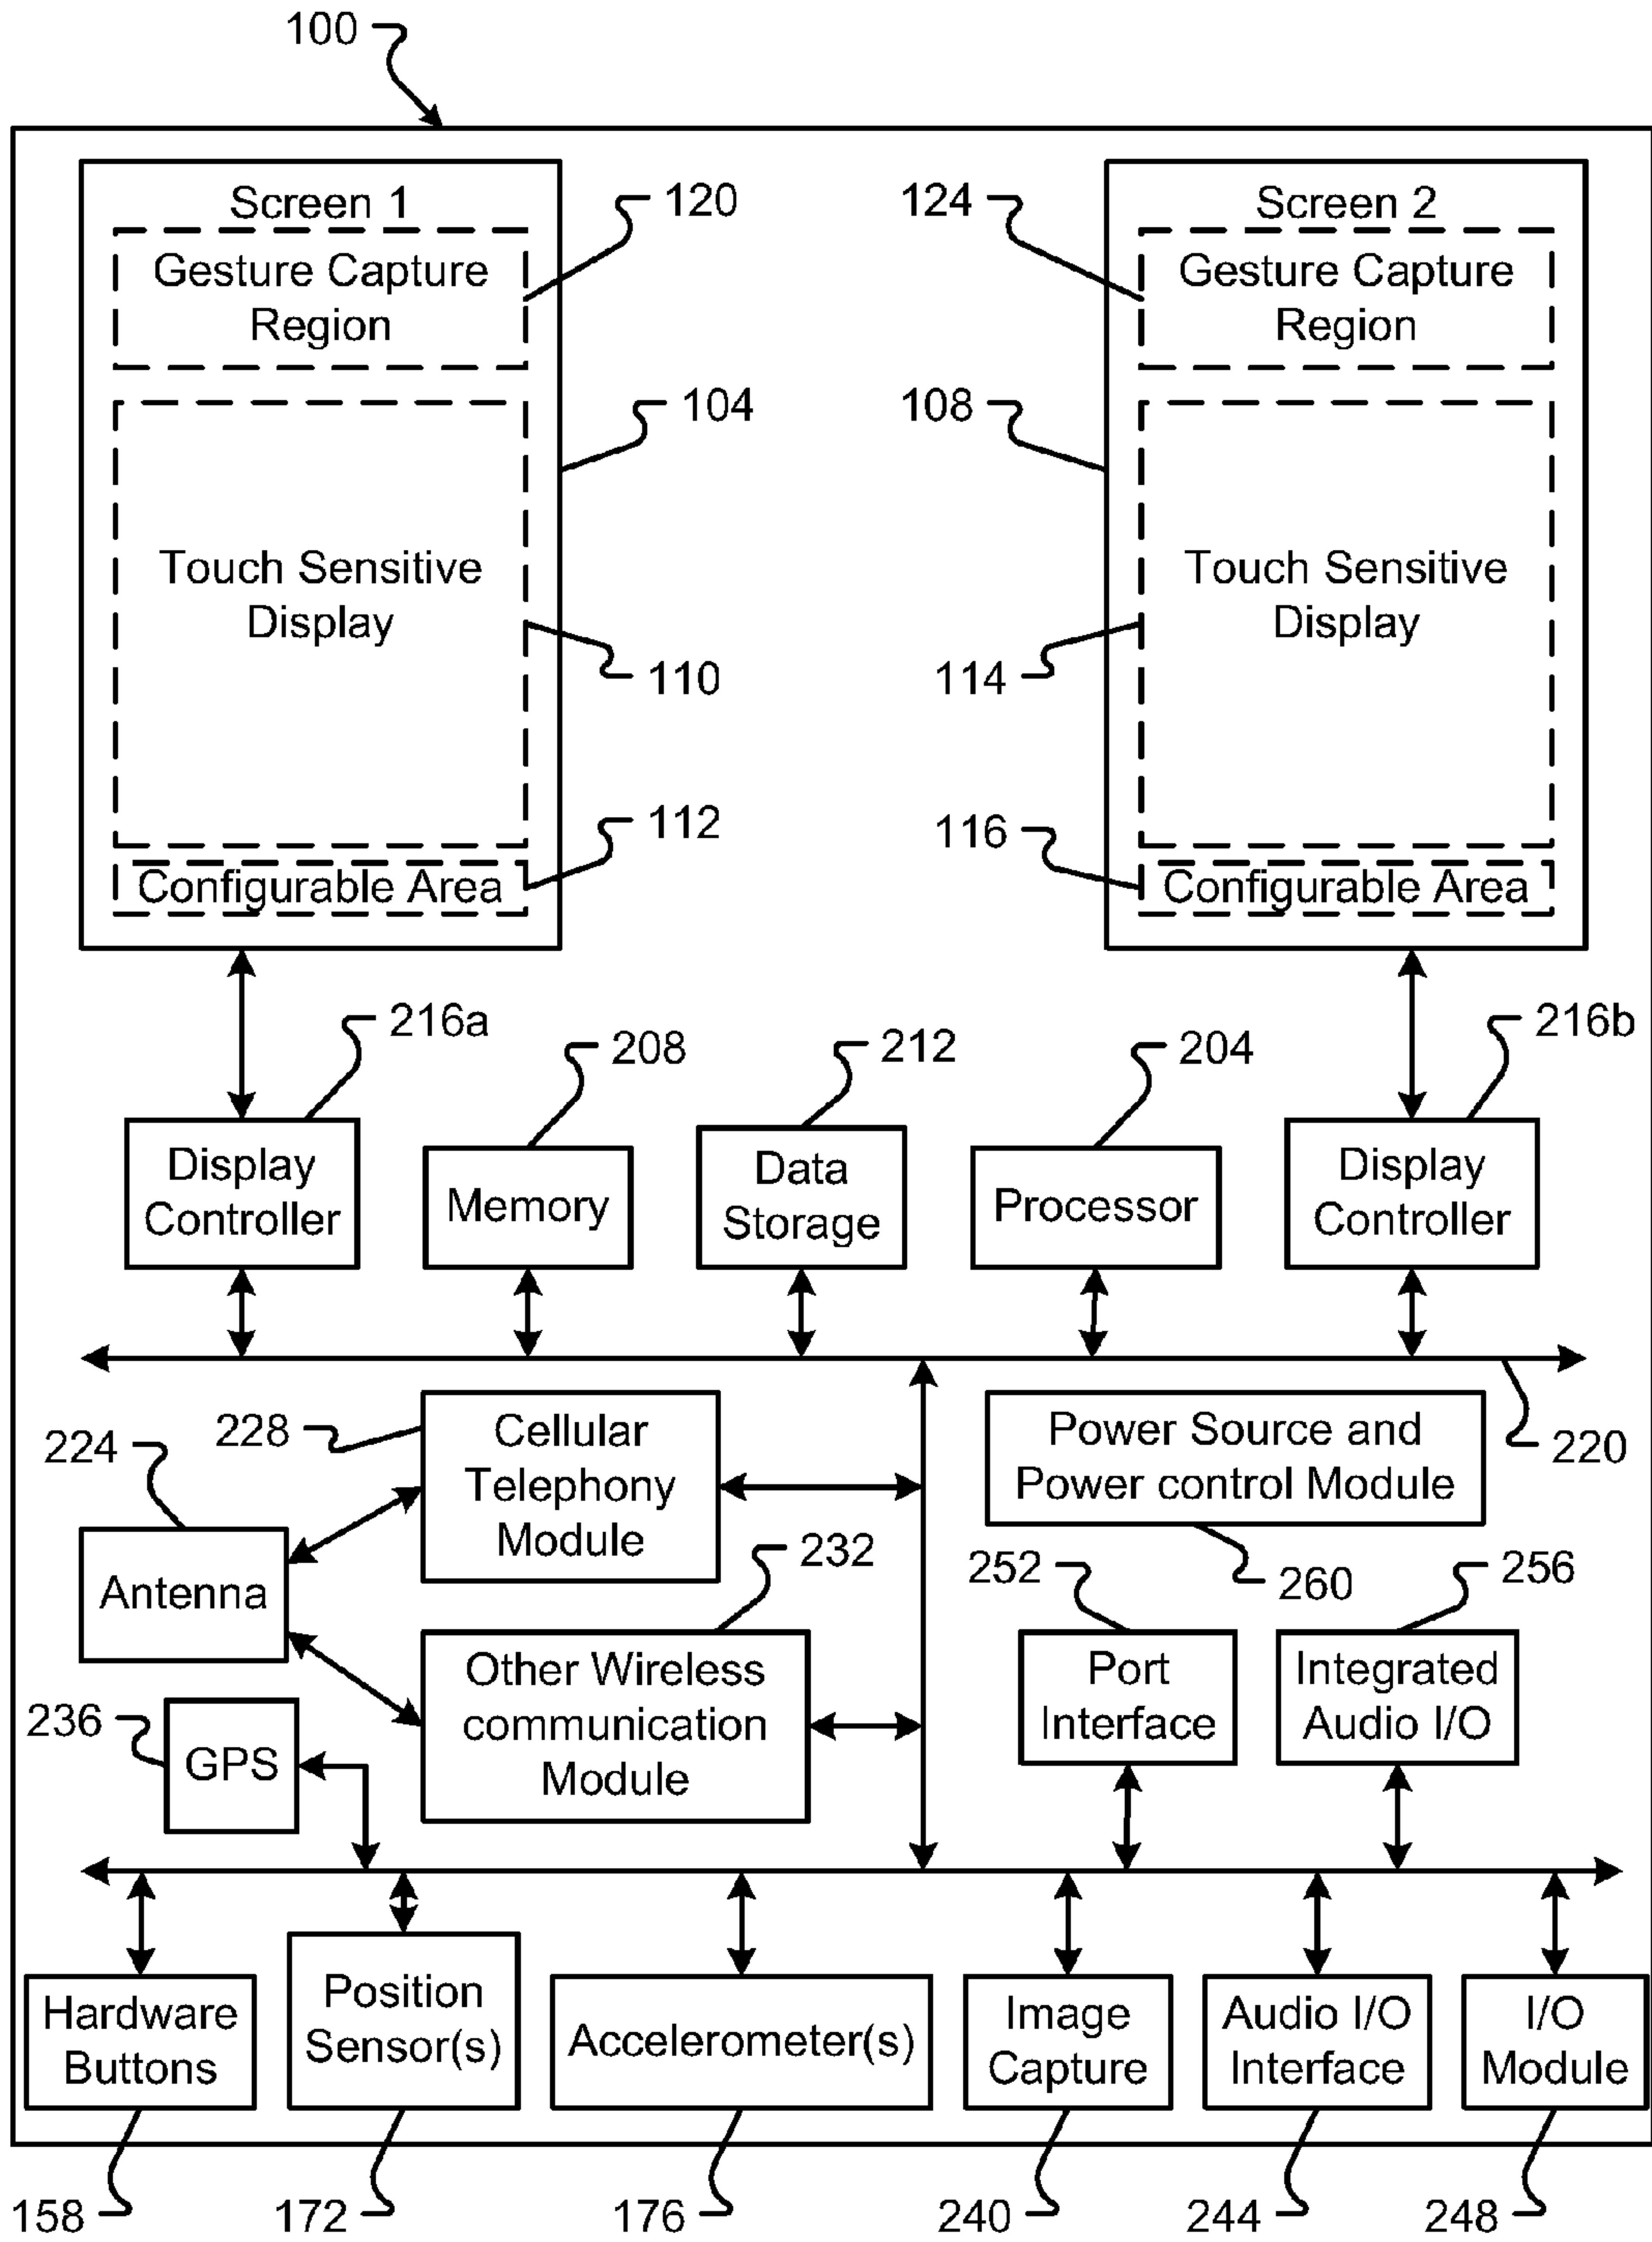 100
Screen 1
120
124
Screen 2
Gesture Capture
Region
Gesture Capture
Region
104
108
Touch Sensitive
Display
Touch Sensitive
Display
110
114
112
116
Configurable Area
Configurable Area
216a
208
212
204
216b
Display
Controller
Memory
Data
Storage
Processor
Display
Controller
228
Cellular
Telephony
Module
Power Source and
Power control Module
220
224
Antenna
232
252
260
256
Other Wireless
communication
Module
Port
Interface
Integrated
Audio I/O
236
GPS
Hardware
Buttons
Position
Sensor(s)
Accelerometer(s)
Image
Capture
Audio I/O
Interface
I/O
Module
158
172
176
240
244
248